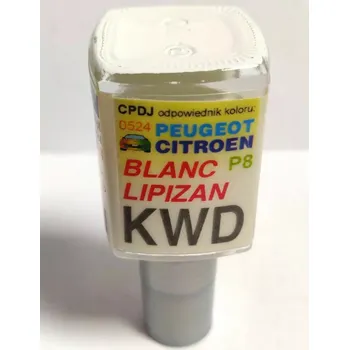 CPDJ odpowiednik koloru:
0524 PEUGEOT
CITROEN
BLANC P8
LIPIZAN
KWD